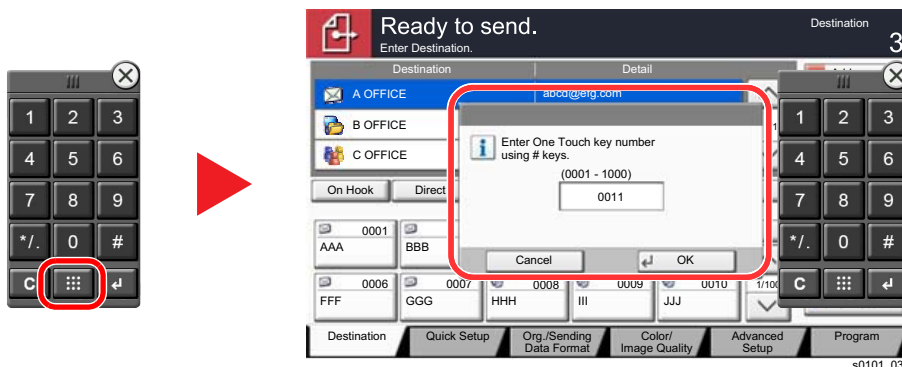 1 2 3
4 5 6
7 8 9
*/. 0 #
C
Ready to send.
Enter Destination.
Destination
3
Destination Detail
A OFFICE abcd@efg.com
B OFFICE
C OFFICE
Enter One Touch key number
using # keys.
(0001 - 1000)
0011
Cancel OK
On Hook Direct
0001
AAA BBB
0006 0007 0008 0009 0010 1/100
FFF GGG HHH III JJJ
1 2 3
4 5 6
7 8 9
*/. 0 #
C
Destination Quick Setup Org./Sending Data Format Color/ Image Quality Advanced Setup Program
s0101_03